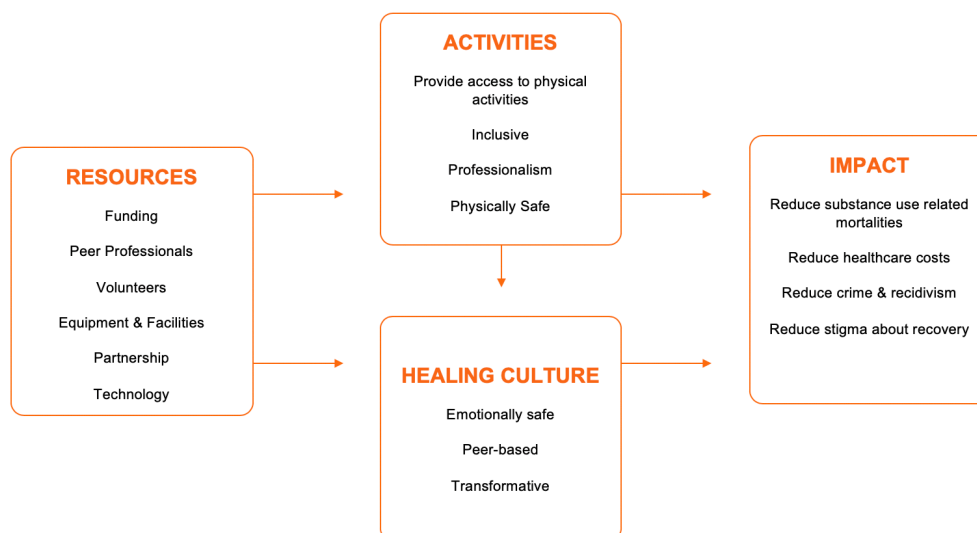 RESOURCES
Funding
Peer Professionals
Volunteers
Equipment & Facilities
Partnership
Technology
ACTIVITIES
Provide access to physical
activities
Inclusive
Professionalism
Physically Safe
HEALING CULTURE
Emotionally safe
Peer-based
Transformative
IMPACT
Reduce substance use related
mortalities
Reduce healthcare costs
Reduce crime & recidivism
Reduce stigma about recovery